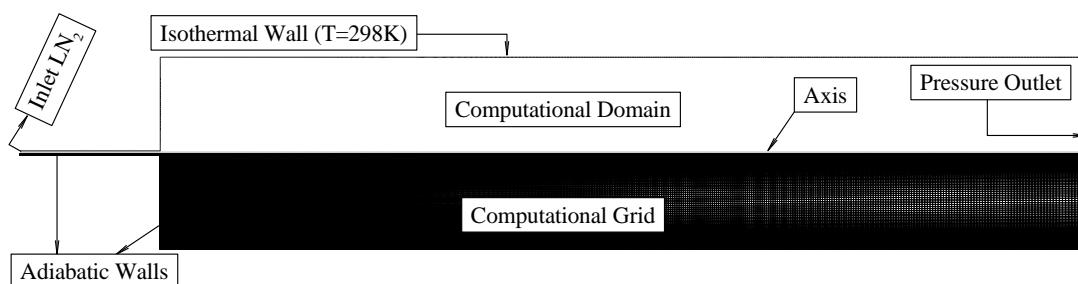 Isothermal Wall (T=298K)
Inlet LN2
Pressure Outlet
Axis
Computational Domain
Computational Grid
Adiabatic Walls